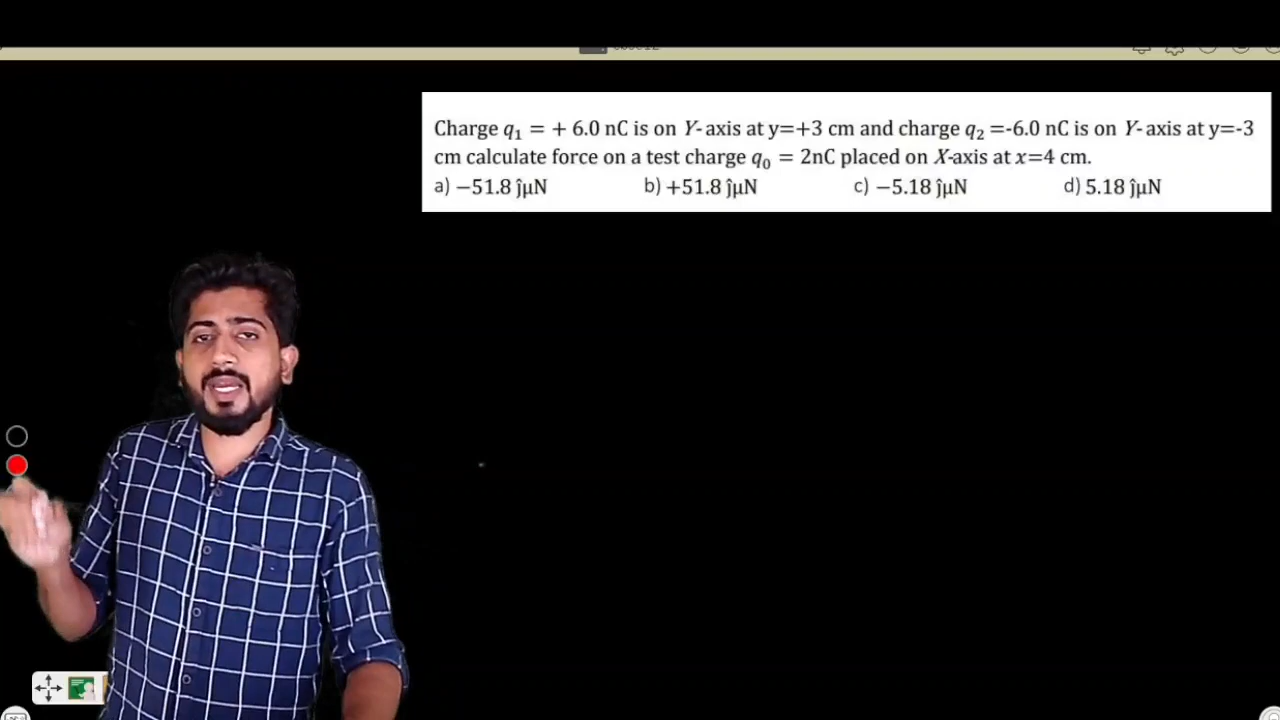 Charge q₁ = + 6.0 nC is on Y-axis at y=+3 cm and charge q₂ =-6.0 nC is on Y-axis at y=-3
cm calculate force on a test charge q₀ = 2nC placed on X-axis at x=4 cm.
a) −51.8 ĵμN b) +51.8 ĵμN c) −5.18 ĵμN d) 5.18 ĵμN